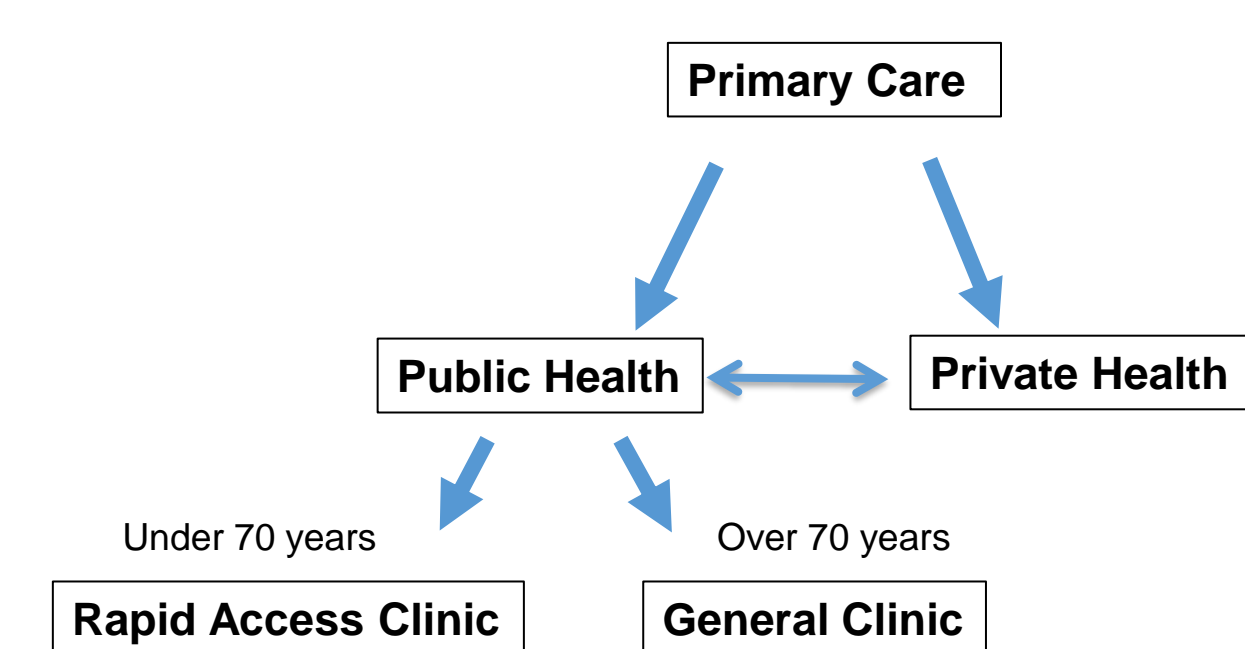 Primary Care
Public Health
Private Health
Under 70 years
Over 70 years
Rapid Access Clinic
General Clinic